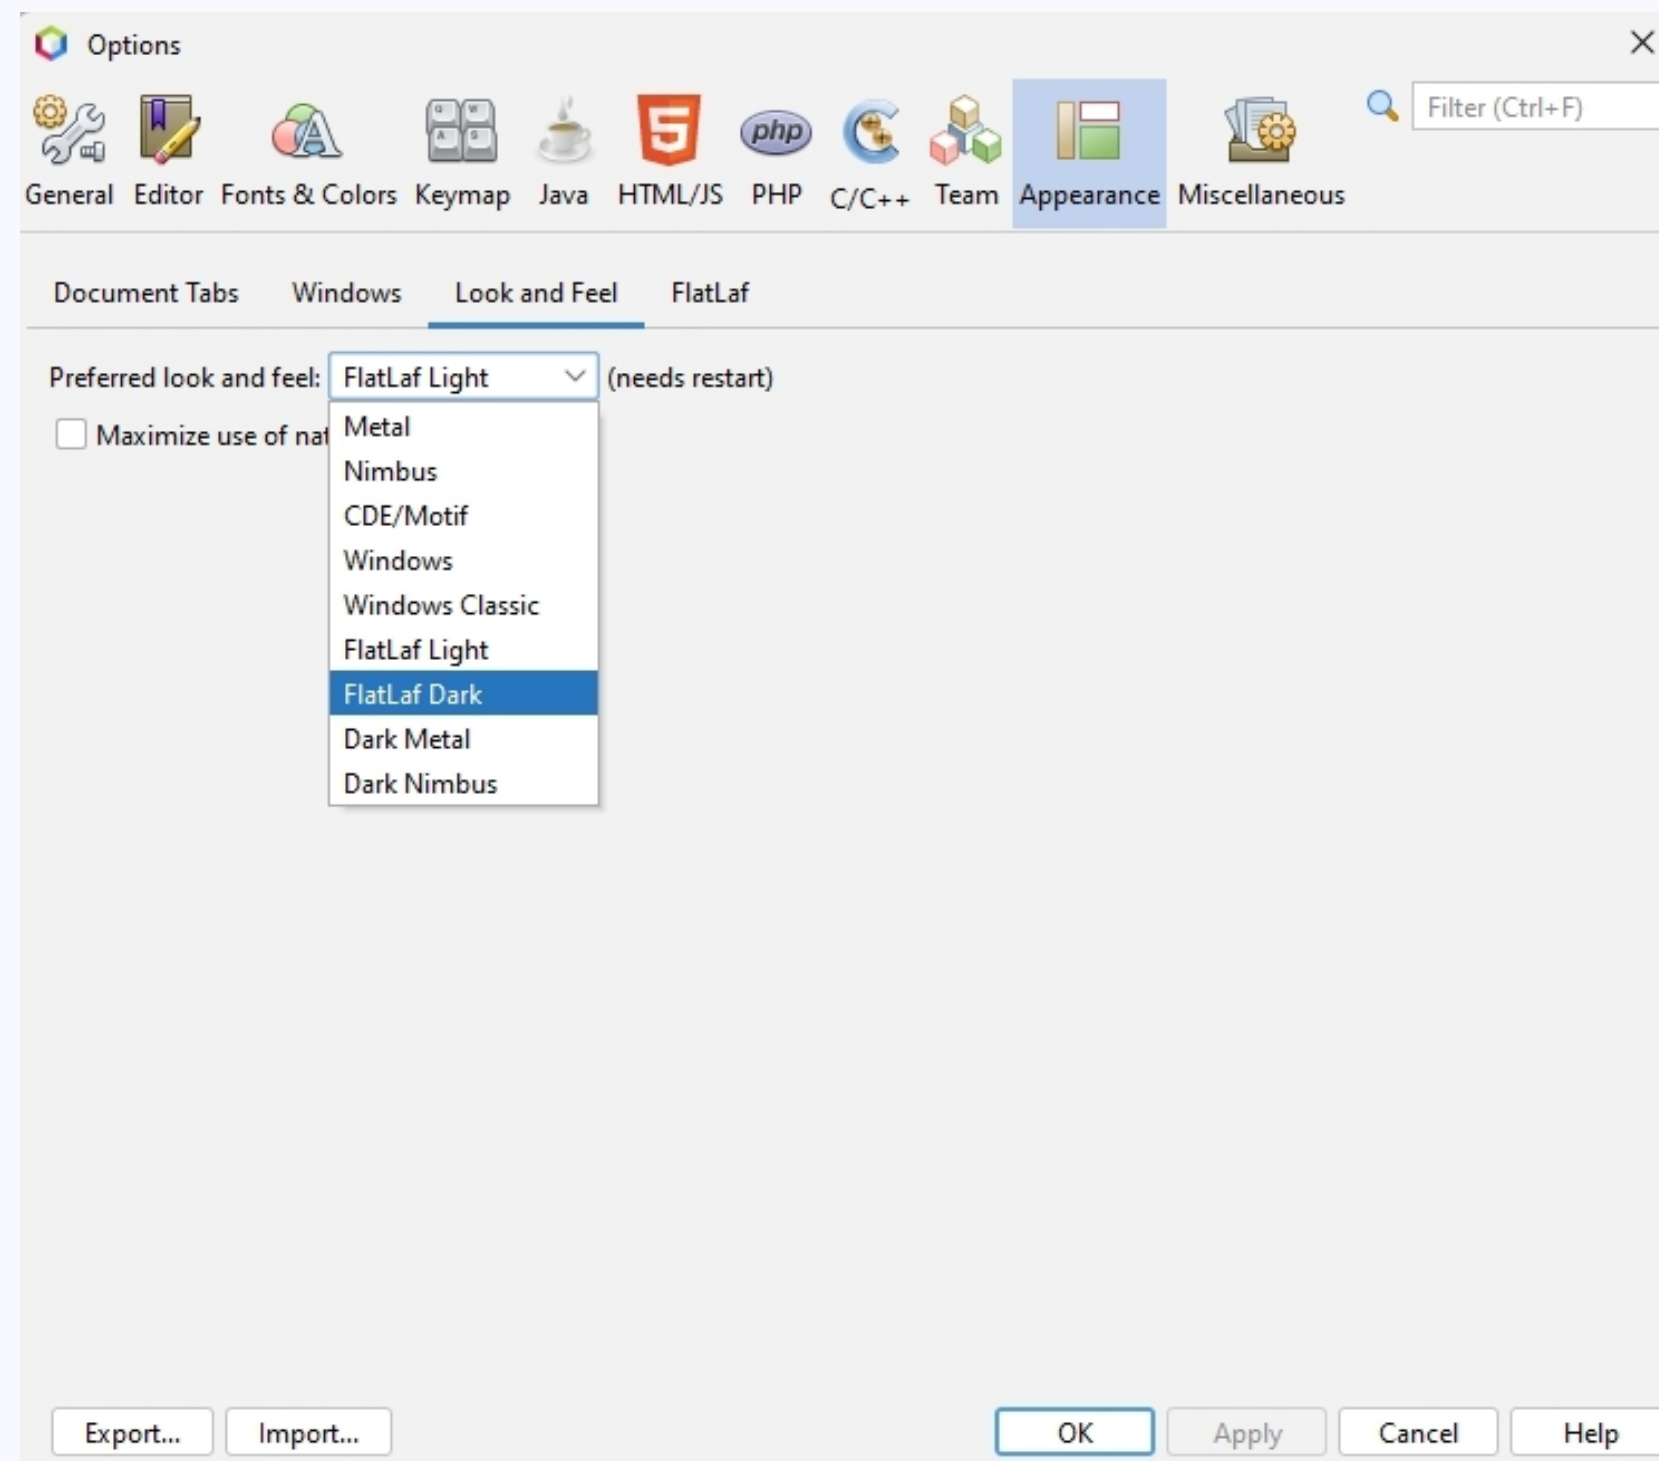 Options
Filter (Ctrl+F)
General Editor Fonts & Colors Keymap Java HTML/JS PHP C/C++ Team Appearance Miscellaneous
Document Tabs Windows Look and Feel FlatLaf
Preferred look and feel: FlatLaf Light (needs restart)
Maximize use of nat
Metal
Nimbus
CDE/Motif
Windows
Windows Classic
FlatLaf Light
FlatLaf Dark
Dark Metal
Dark Nimbus
Export... Import... OK Apply Cancel Help